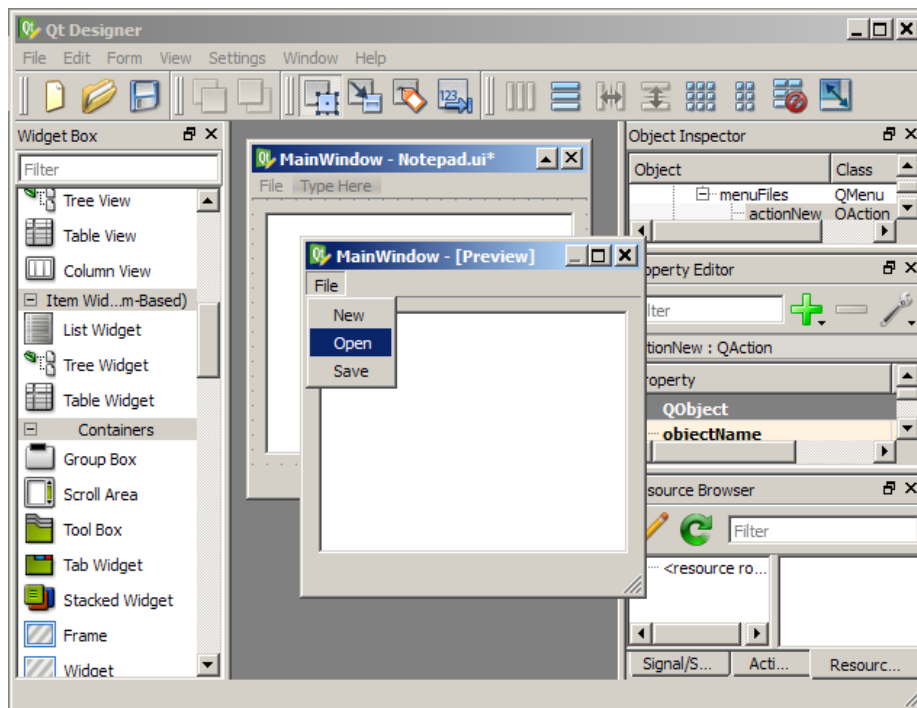 Qt Designer
File Edit Form View Settings Window Help
123
Widget Box
Filter
Tree View
Table View
Column View
Item Wid...m-Based)
List Widget
Tree Widget
Table Widget
Containers
Group Box
Scroll Area
Tool Box
Tab Widget
Stacked Widget
Frame
Widget
MainWindow - Notepad.ui*
File Type Here
MainWindow - [Preview]
File
New
Open
Save
Object Inspector
Object Class
menuFiles QMenu
actionNew QAction
operty Editor
lter
tionNew : QAction
roperty
QObject
objectName
source Browser
Filter
<resource ro...
Signal/S... Acti... Resourc...